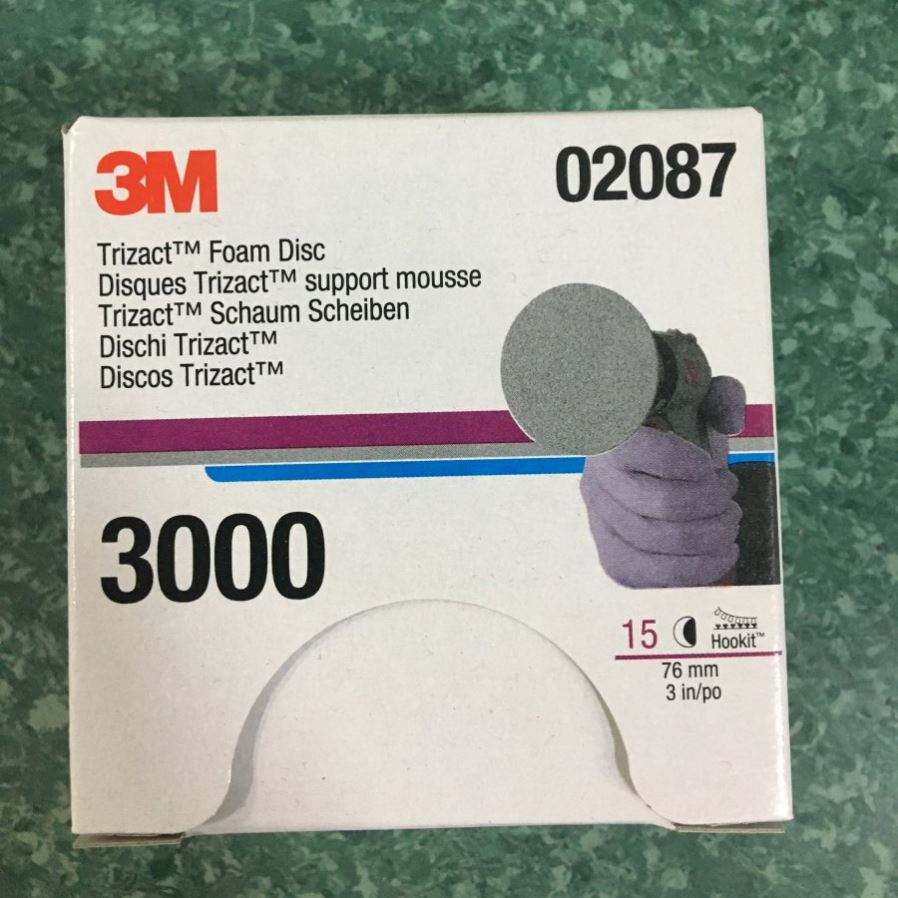 3M
02087
Trizact™ Foam Disc
Disques Trizact™ support mousse
Trizact™ Schaum Scheiben
Dischi Trizact™
Discos Trizact™
3000
15
Hookit™
76 mm
3 in/po